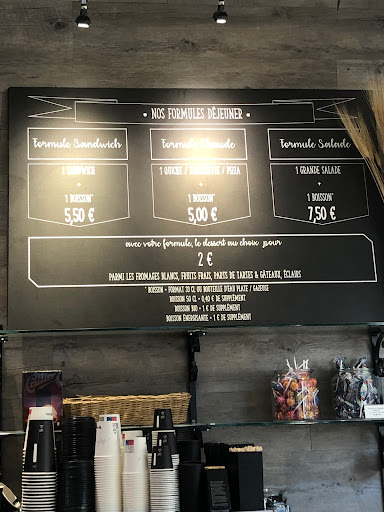 • NOS FORMULES DÉJEUNER •
Formule Sandwich
1 SANDWICH
+
1 BOISSON*
5,50 €
Formule
1 QUICHE / / PIZZA
+
1 BOISSON*
5,00 €
Formule Salade
1 GRANDE SALADE
+
1 BOISSON*
7,50 €
avec votre formule, le dessert au choix pour
2 €
PARMI LES FROMAGES BLANCS, FRUITS FRAIS, PARTS DE TARTES & GÂTEAUX, ÉCLAIRS
* BOISSON = FORMAT 33 CL OU BOUTEILLE D'EAU PLATE / GAZEUSE
BOISSON 50 CL = 0,40 € DE SUPPLÉMENT
BOISSON BIO = 1 € DE SUPPLÉMENT
BOISSON ÉNERGISANTE = 1 € DE SUPPLÉMENT